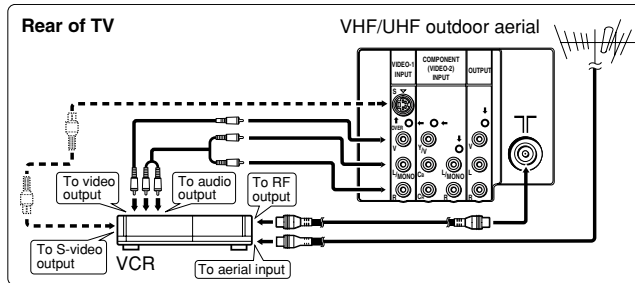 Rear of TV
VHF/UHF outdoor aerial
VIDEO-1
INPUT
COMPONENT
(VIDEO-2)
INPUT
OUTPUT
S
OVER
V
L/MONO
R
Y/V
L/MONO
R
V
L
R
To video
output
To audio
output
To RF
output
To S-video
output
VCR
To aerial input